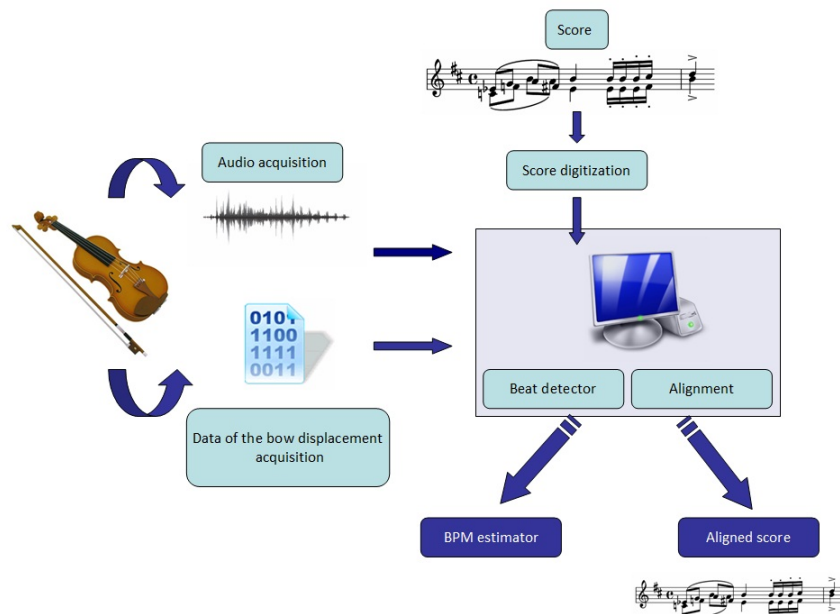 Score
Audio acquisition
Score digitization
0101
1100
1111
0011
Beat detector
Alignment
Data of the bow displacement
acquisition
BPM estimator
Aligned score